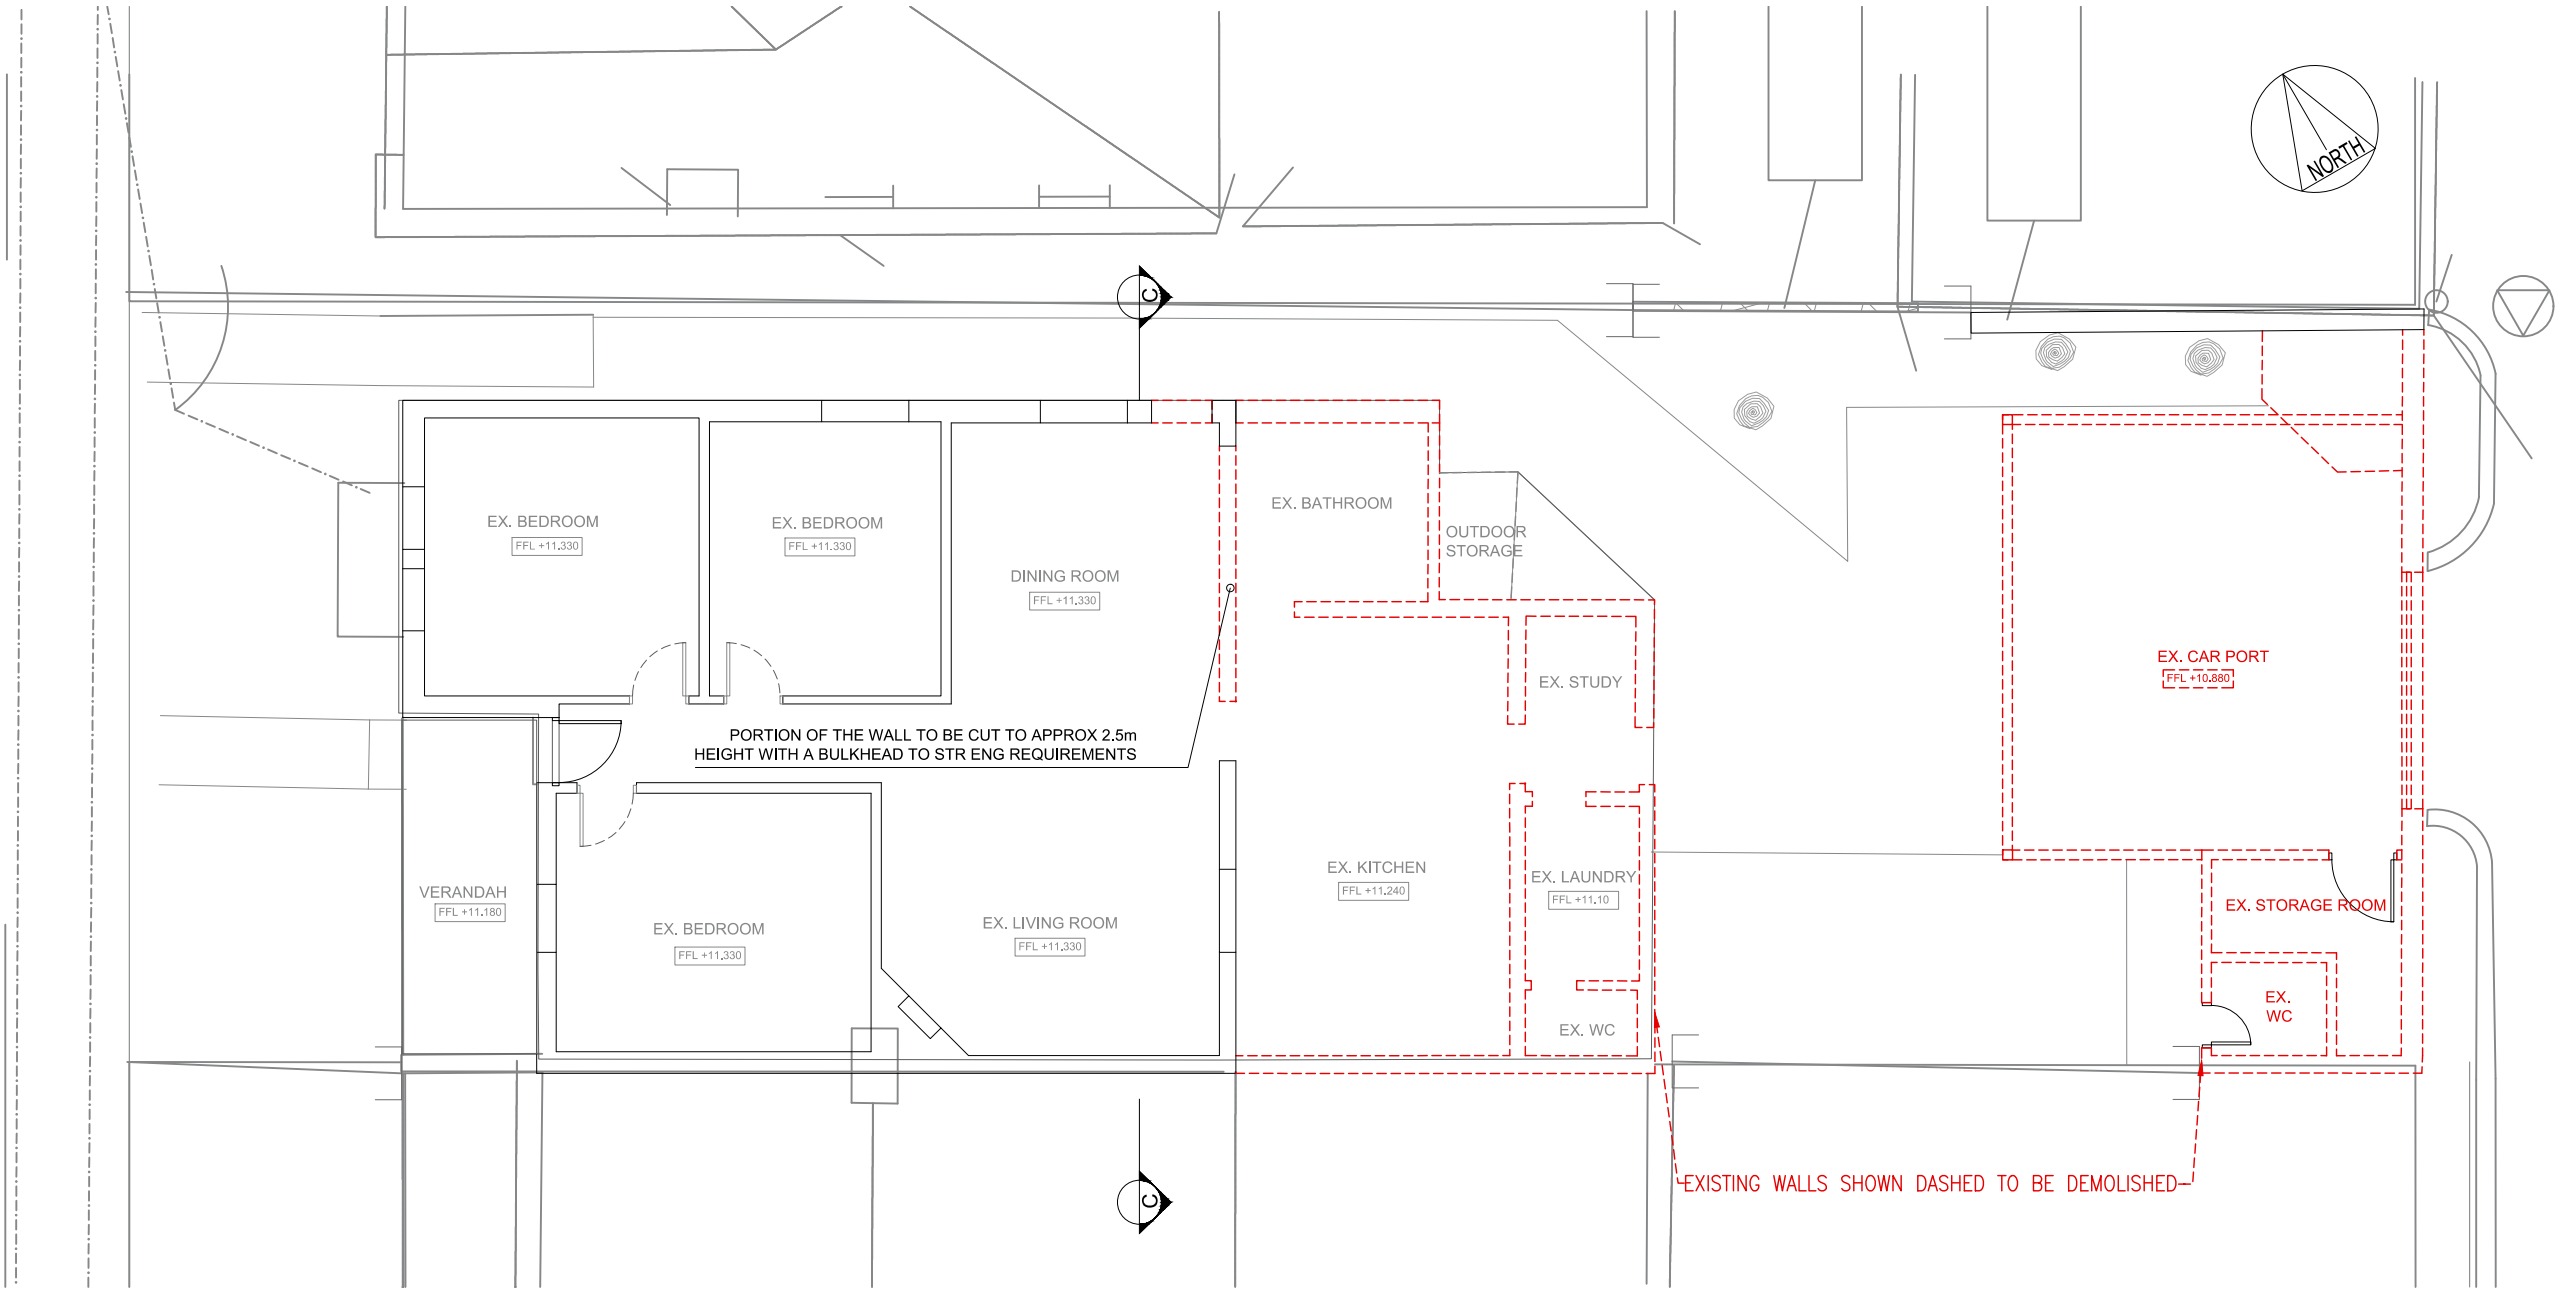 NORTH
C
EX. BEDROOM
FFL +11.330
EX. BEDROOM
FFL +11.330
DINING ROOM
FFL +11.330
EX. BATHROOM
OUTDOOR
STORAGE
EX. STUDY
EX. CAR PORT
FFL +10.880
PORTION OF THE WALL TO BE CUT TO APPROX 2.5m
HEIGHT WITH A BULKHEAD TO STR ENG REQUIREMENTS
VERANDAH
FFL +11.180
EX. BEDROOM
FFL +11.330
EX. LIVING ROOM
FFL +11.330
EX. KITCHEN
FFL +11.240
EX. LAUNDRY
FFL +11.10
EX. WC
EX. STORAGE ROOM
EX.
WC
C
EXISTING WALLS SHOWN DASHED TO BE DEMOLISHED